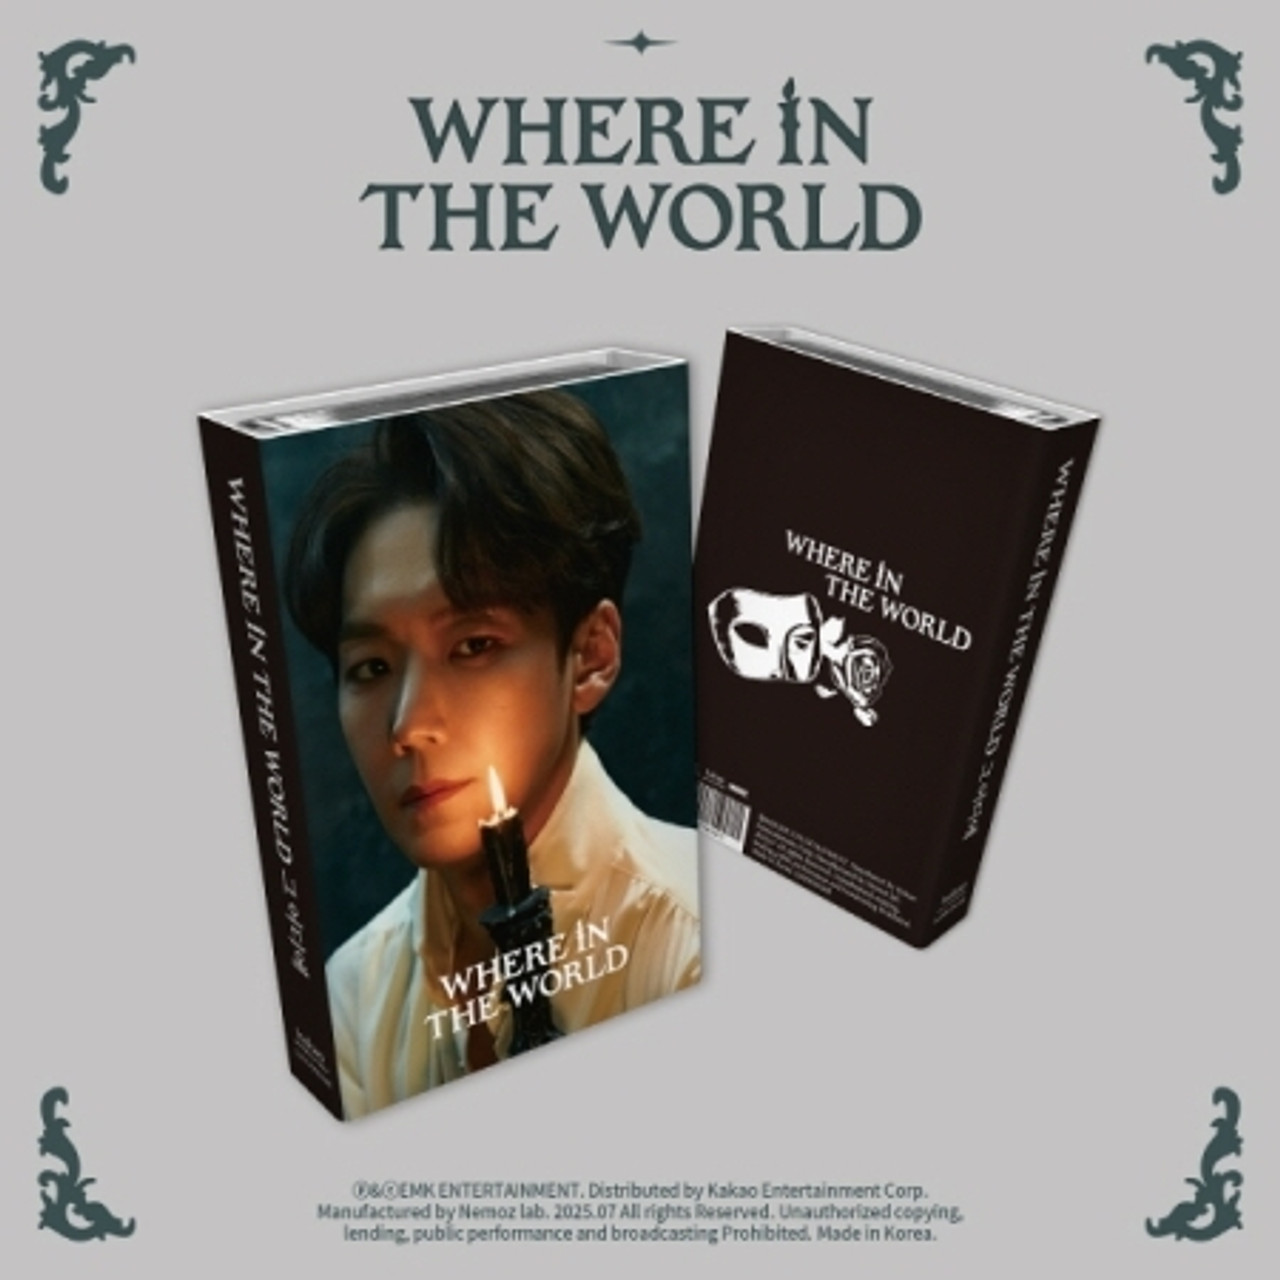 WHERE IN
THE WORLD
WHERE IN THE WORLD
WHERE IN
THE WORLD
WHERE IN
THE WORLD
WHERE IN THE WORLD
Ⓟ&ⓒEMK ENTERTAINMENT. Distributed by Kakao Entertainment Corp.
Manufactured by Nemoz lab. 2025.07 All rights Reserved. Unauthorized copying,
lending, public performance and broadcasting Prohibited. Made in Korea.